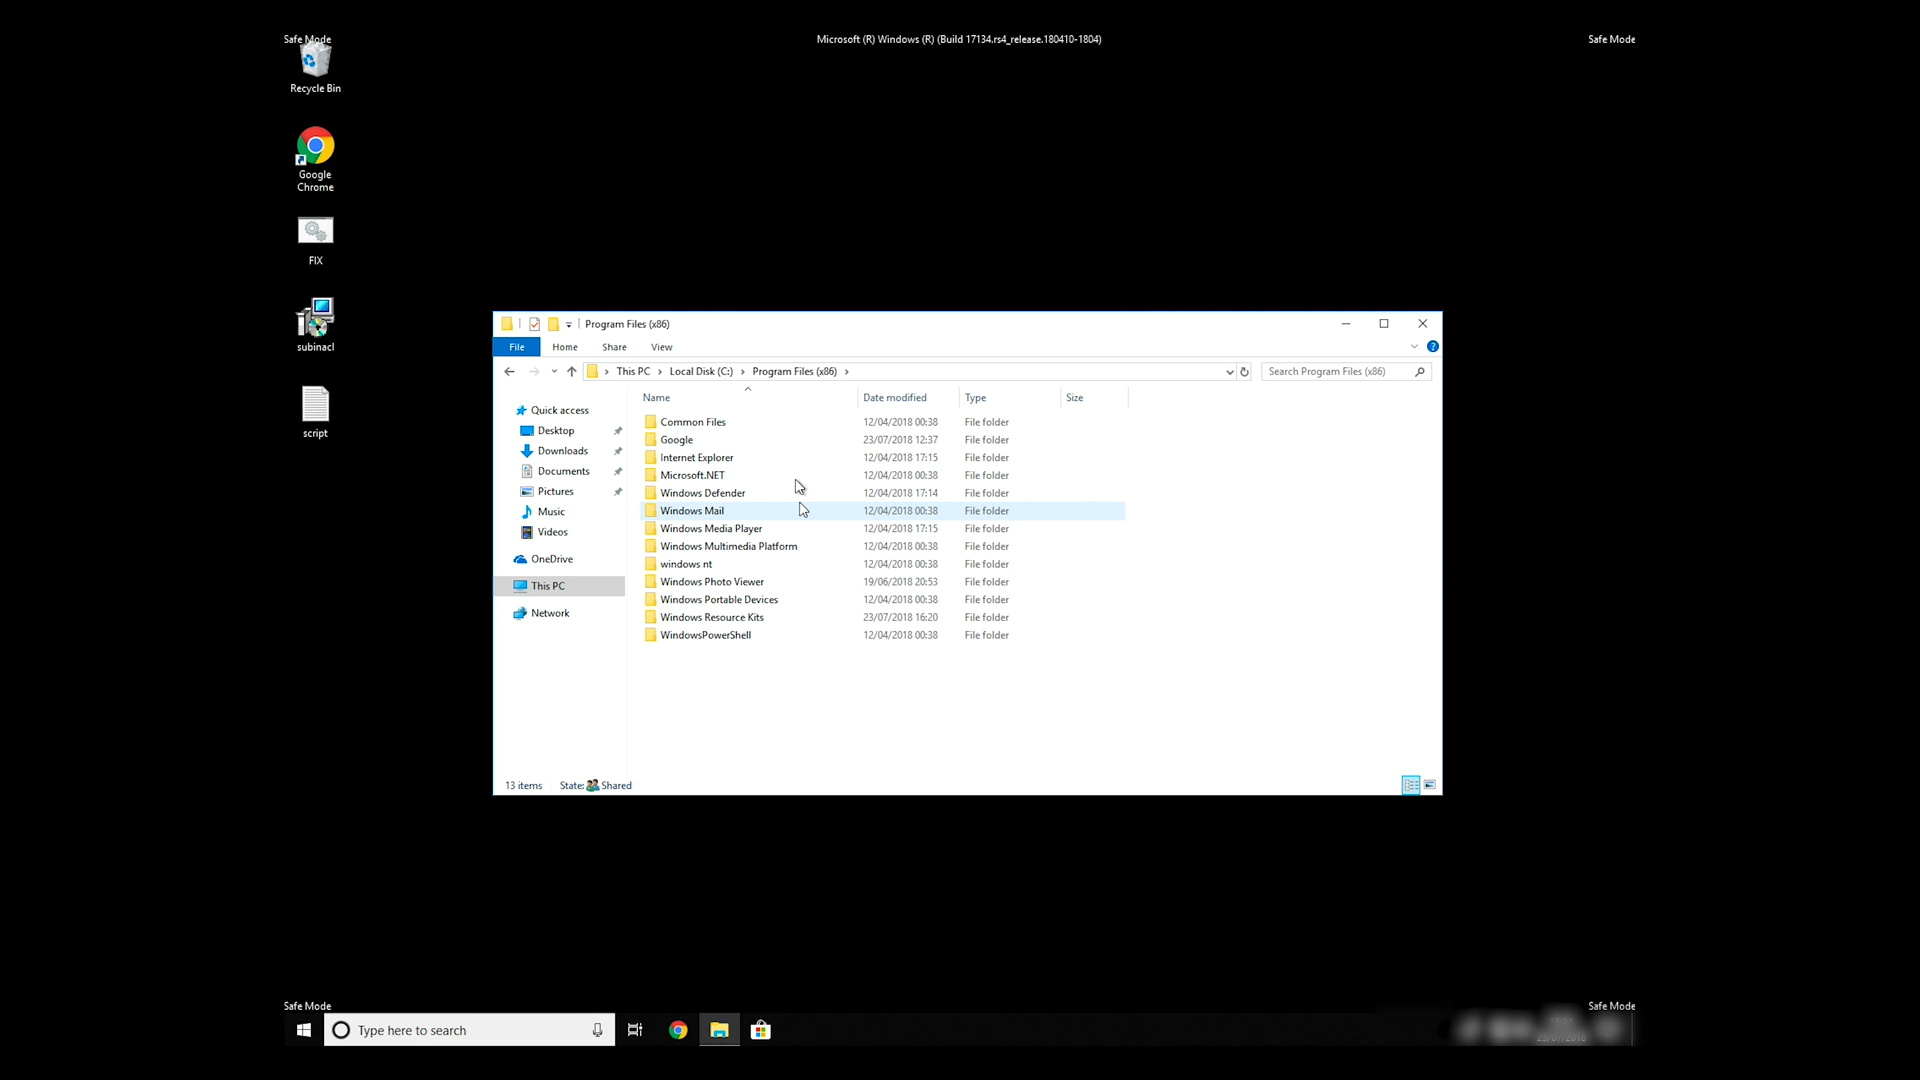 Safe Mode
Microsoft (R) Windows (R) (Build 17134.rs4_release.180410-1804)
Safe Mode
Recycle Bin
Google
Chrome
FIX
subinacl
script
Program Files (x86)
File Home Share View
This PC Local Disk (C:) Program Files (x86)
Search Program Files (x86)
Quick access
Desktop
Downloads
Documents
Pictures
Music
Videos
OneDrive
This PC
Network
Name Date modified Type Size
Common Files 12/04/2018 00:38 File folder
Google 23/07/2018 12:37 File folder
Internet Explorer 12/04/2018 17:15 File folder
Microsoft.NET 12/04/2018 00:38 File folder
Windows Defender 12/04/2018 17:14 File folder
Windows Mail 12/04/2018 00:38 File folder
Windows Media Player 12/04/2018 17:15 File folder
Windows Multimedia Platform 12/04/2018 00:38 File folder
windows nt 12/04/2018 00:38 File folder
Windows Photo Viewer 19/06/2018 20:53 File folder
Windows Portable Devices 12/04/2018 00:38 File folder
Windows Resource Kits 23/07/2018 16:20 File folder
WindowsPowerShell 12/04/2018 00:38 File folder
13 items State: Shared
Safe Mode
Safe Mode
Type here to search